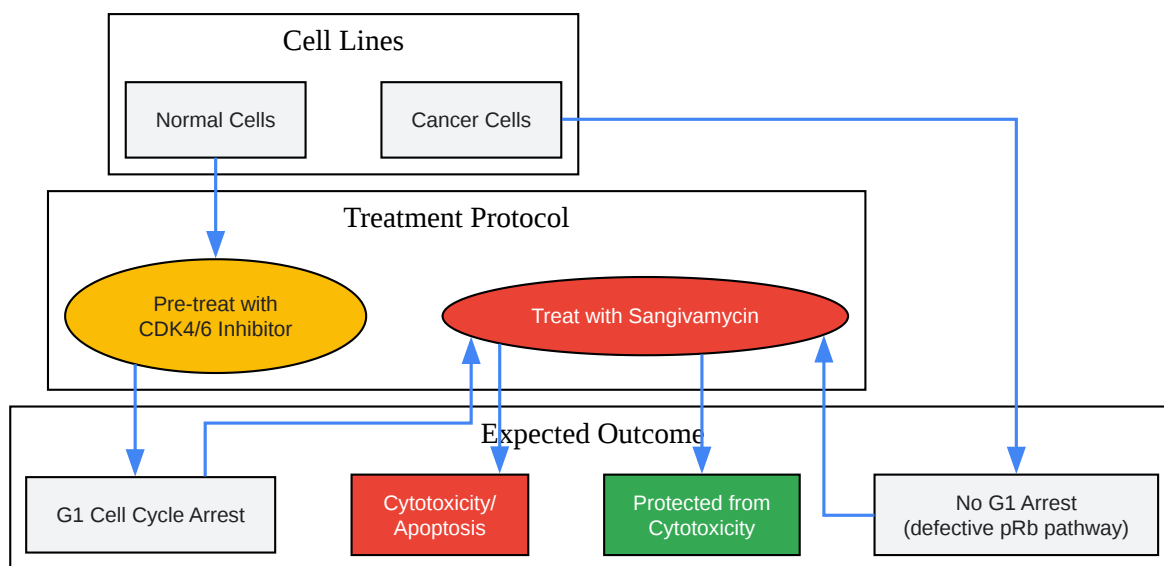 Cell Lines
Normal Cells
Cancer Cells
Treatment Protocol
Pre-treat with
CDK4/6 Inhibitor
Treat with Sangivamycin
Expected Outcome
G1 Cell Cycle Arrest
Cytotoxicity/
Apoptosis
Protected from
Cytotoxicity
No G1 Arrest
(defective pRb pathway)